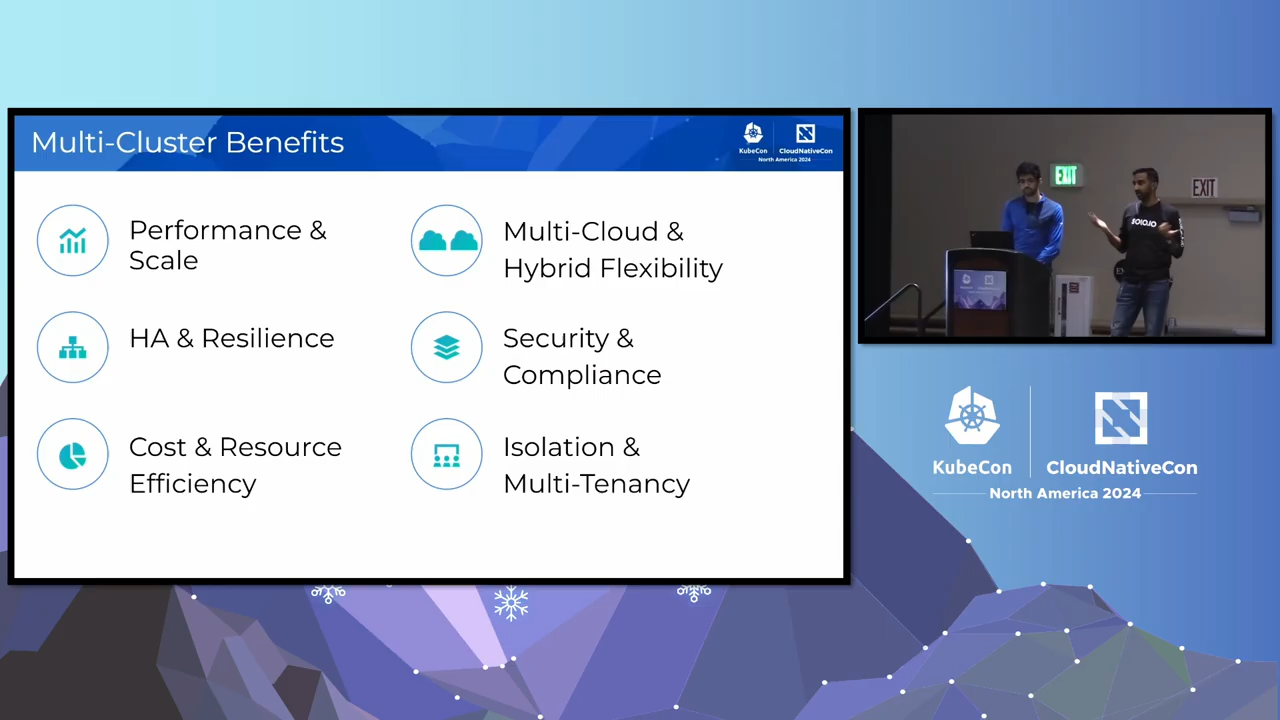 Multi-Cluster Benefits
KubeCon
CloudNativeCon
North America 2024
Performance &
Scale
Multi-Cloud &
Hybrid Flexibility
HA & Resilience
Security &
Compliance
Cost & Resource
Efficiency
Isolation &
Multi-Tenancy
EXIT
EXIT
SOLO.IO
KubeCon
CloudNativeCon
North America 2024